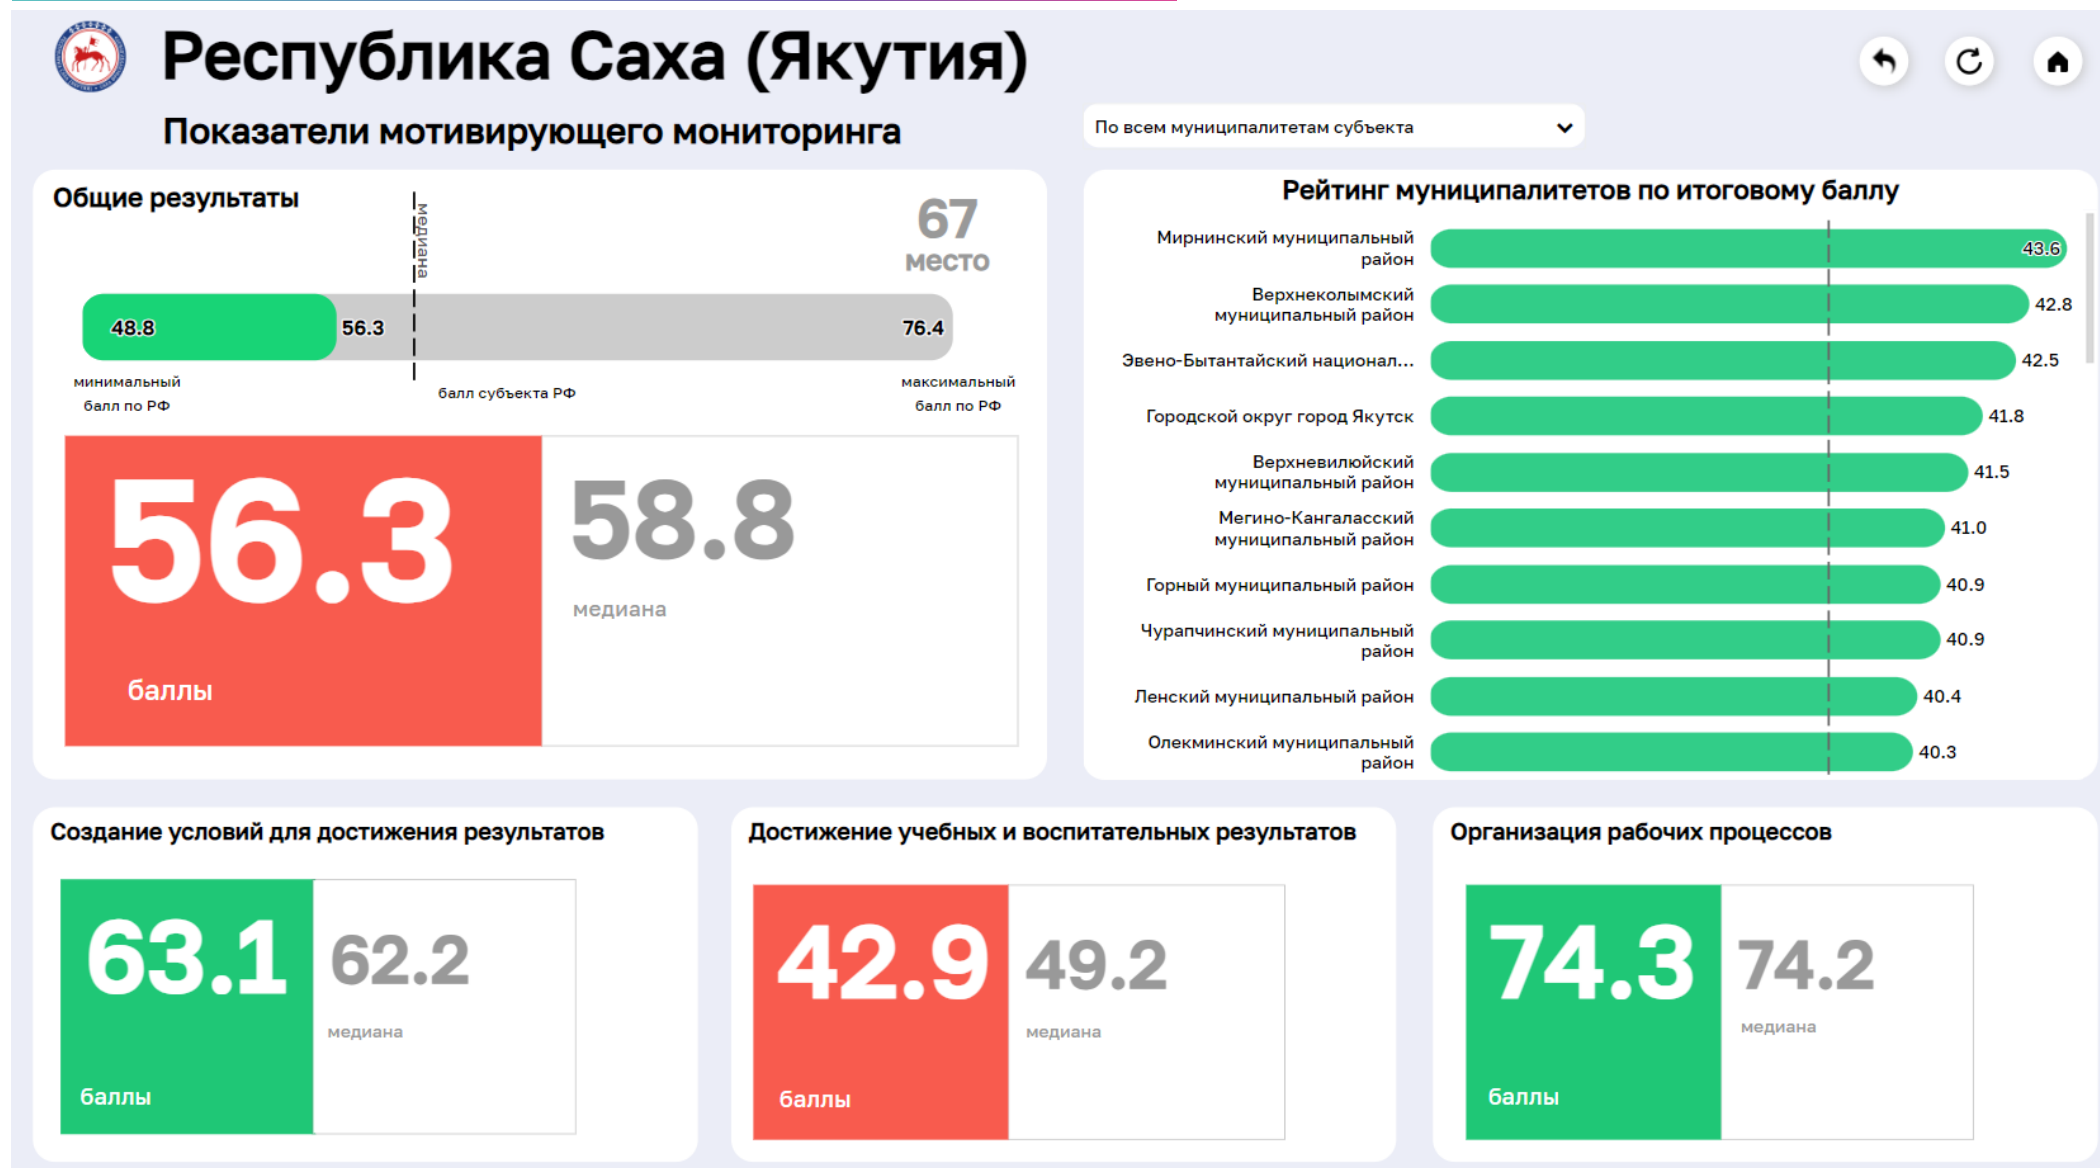 Республика Саха (Якутия)
Показатели мотивирующего мониторинга
По всем муниципалитетам субъекта
Общие результаты
медиана
67
место
48.8
56.3
76.4
минимальный
балл по РФ
балл субъекта РФ
максимальный
балл по РФ
56.3
баллы
58.8
медиана
Рейтинг муниципалитетов по итоговому баллу
Мирнинский муниципальный
район
43.6
Верхнеколымский
муниципальный район
42.8
Эвено-Бытантайский национал...
42.5
Городской округ город Якутск
41.8
Верхневилюйский
муниципальный район
41.5
Мегино-Кангаласский
муниципальный район
41.0
Горный муниципальный район
40.9
Чурапчинский муниципальный
район
40.9
Ленский муниципальный район
40.4
Олекминский муниципальный
район
40.3
Создание условий для достижения результатов
63.1
баллы
62.2
медиана
Достижение учебных и воспитательных результатов
42.9
баллы
49.2
медиана
Организация рабочих процессов
74.3
баллы
74.2
медиана